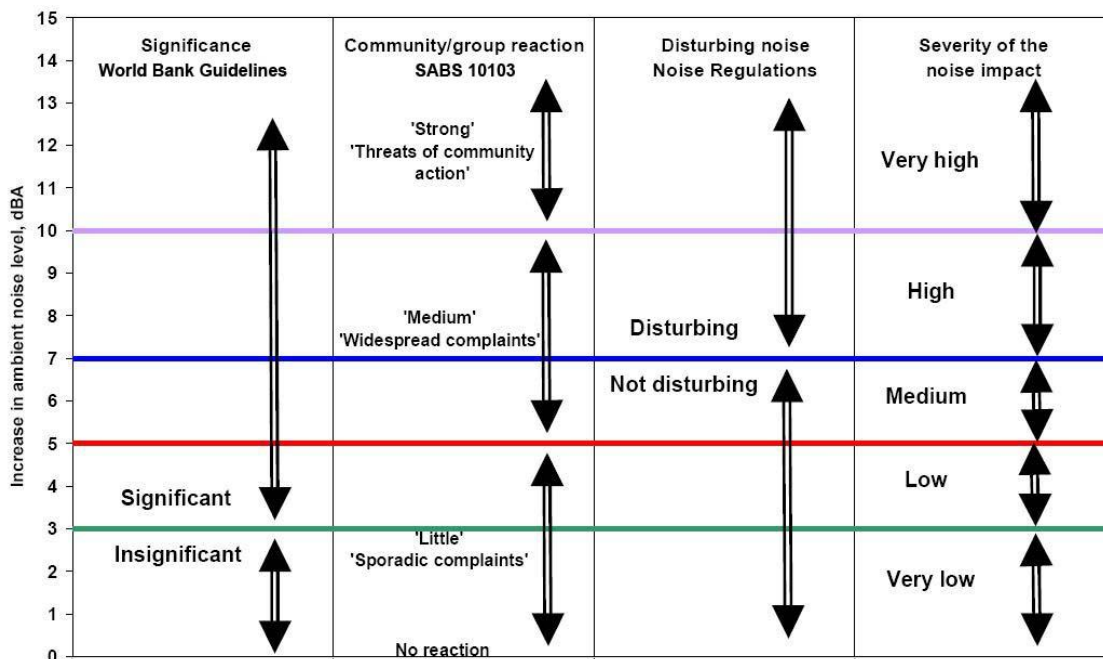 Increase in ambient noise level, dBA
15
14
13
12
11
10
9
8
7
6
5
4
3
2
1
0
Significance
World Bank Guidelines
Significant
Insignificant
Community/group reaction
SABS 10103
'Strong'
'Threats of community
action'
'Medium'
'Widespread complaints'
'Little'
'Sporadic complaints'
No reaction
Disturbing noise
Noise Regulations
Disturbing
Not disturbing
Severity of the
noise impact
Very high
High
Medium
Low
Very low